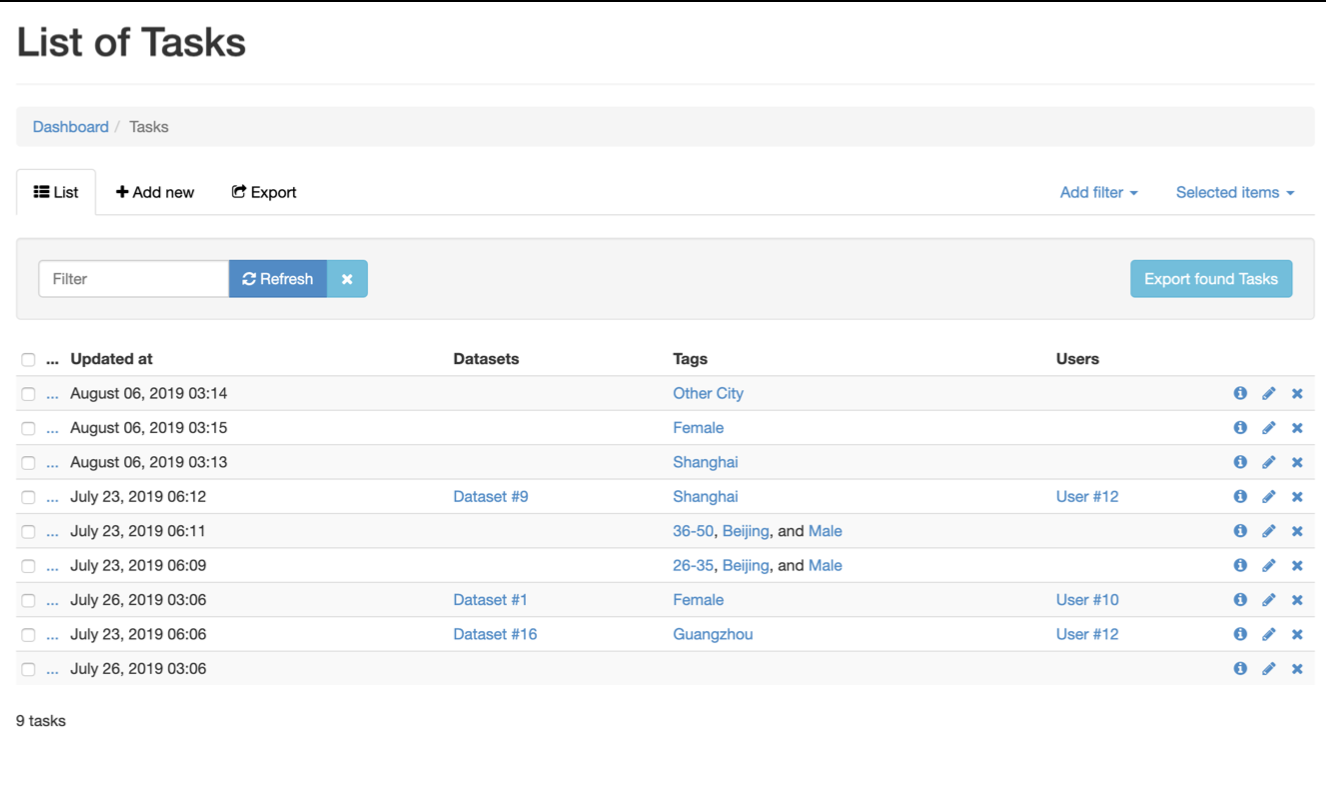 List of Tasks
Dashboard / Tasks
List Add new Export Add filter Selected items
Filter Refresh Export found Tasks
... Updated at Datasets Tags Users
... August 06, 2019 03:14 Other City
... August 06, 2019 03:15 Female
... August 06, 2019 03:13 Shanghai
... July 23, 2019 06:12 Dataset #9 Shanghai User #12
... July 23, 2019 06:11 36-50, Beijing, and Male
... July 23, 2019 06:09 26-35, Beijing, and Male
... July 26, 2019 03:06 Dataset #1 Female User #10
... July 23, 2019 06:06 Dataset #16 Guangzhou User #12
... July 26, 2019 03:06
9 tasks